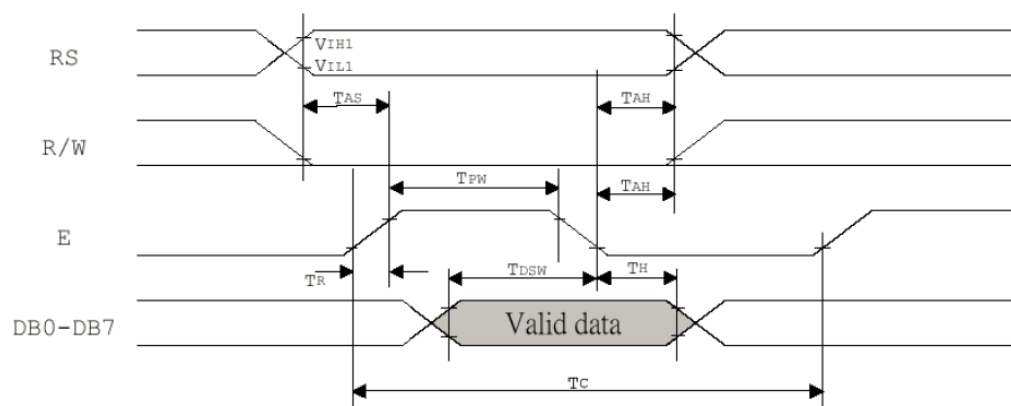 RS
VIH1
VIL1
TAS
TAH
R/W
TPW
TAH
E
TR
TDSW
TH
DB0-DB7
Valid data
TC